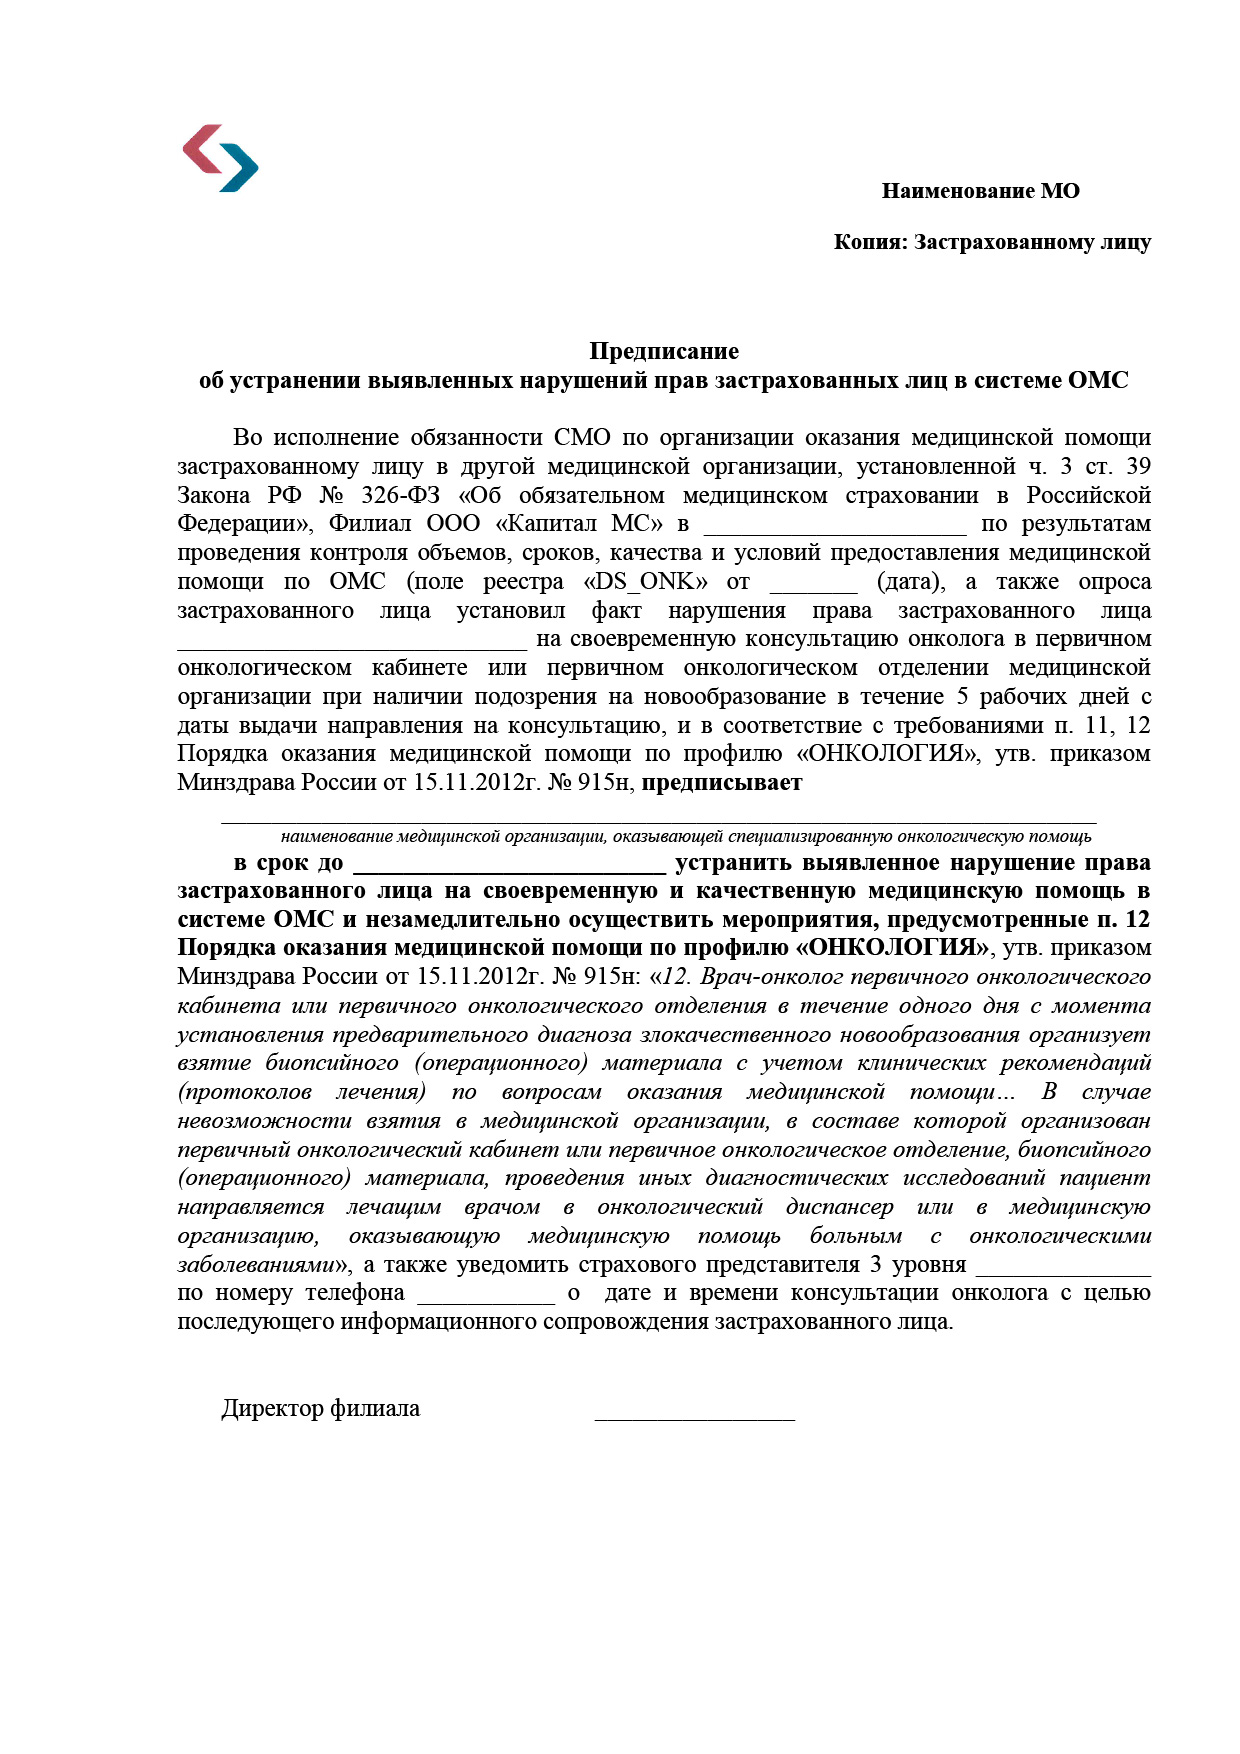 Наименование МО
Копия: Застрахованному лицу
Предписание
об устранении выявленных нарушений прав застрахованных лиц в системе ОМС
Во исполнение обязанности СМО по организации оказания медицинской помощи
застрахованному лицу в другой медицинской организации, установленной ч. 3 ст. 39
Закона РФ № 326-ФЗ «Об обязательном медицинском страховании в Российской
Федерации», Филиал ООО «Капитал МС» в _____________________ по результатам
проведения контроля объемов, сроков, качества и условий предоставления медицинской
помощи по ОМС (поле реестра «DS_ONK» от _______ (дата), а также опроса
застрахованного лица установил факт нарушения права застрахованного лица
____________________________ на своевременную консультацию онколога в первичном
онкологическом кабинете или первичном онкологическом отделении медицинской
организации при наличии подозрения на новообразование в течение 5 рабочих дней с
даты выдачи направления на консультацию, и в соответствие с требованиями п. 11, 12
Порядка оказания медицинской помощи по профилю «ОНКОЛОГИЯ», утв. приказом
Минздрава России от 15.11.2012г. № 915н, предписывает
______________________________________________________________________
наименование медицинской организации, оказывающей специализированную онкологическую помощь
в срок до _________________________ устранить выявленное нарушение права
застрахованного лица на своевременную и качественную медицинскую помощь в
системе ОМС и незамедлительно осуществить мероприятия, предусмотренные п. 12
Порядка оказания медицинской помощи по профилю «ОНКОЛОГИЯ», утв. приказом
Минздрава России от 15.11.2012г. № 915н: «12. Врач-онколог первичного онкологического
кабинета или первичного онкологического отделения в течение одного дня с момента
установления предварительного диагноза злокачественного новообразования организует
взятие биопсийного (операционного) материала с учетом клинических рекомендаций
(протоколов лечения) по вопросам оказания медицинской помощи… В случае
невозможности взятия в медицинской организации, в составе которой организован
первичный онкологический кабинет или первичное онкологическое отделение, биопсийного
(операционного) материала, проведения иных диагностических исследований пациент
направляется лечащим врачом в онкологический диспансер или в медицинскую
организацию, оказывающую медицинскую помощь больным с онкологическими
заболеваниями», а также уведомить страхового представителя 3 уровня ______________
по номеру телефона ___________ о дате и времени консультации онколога с целью
последующего информационного сопровождения застрахованного лица.
Директор филиала ________________